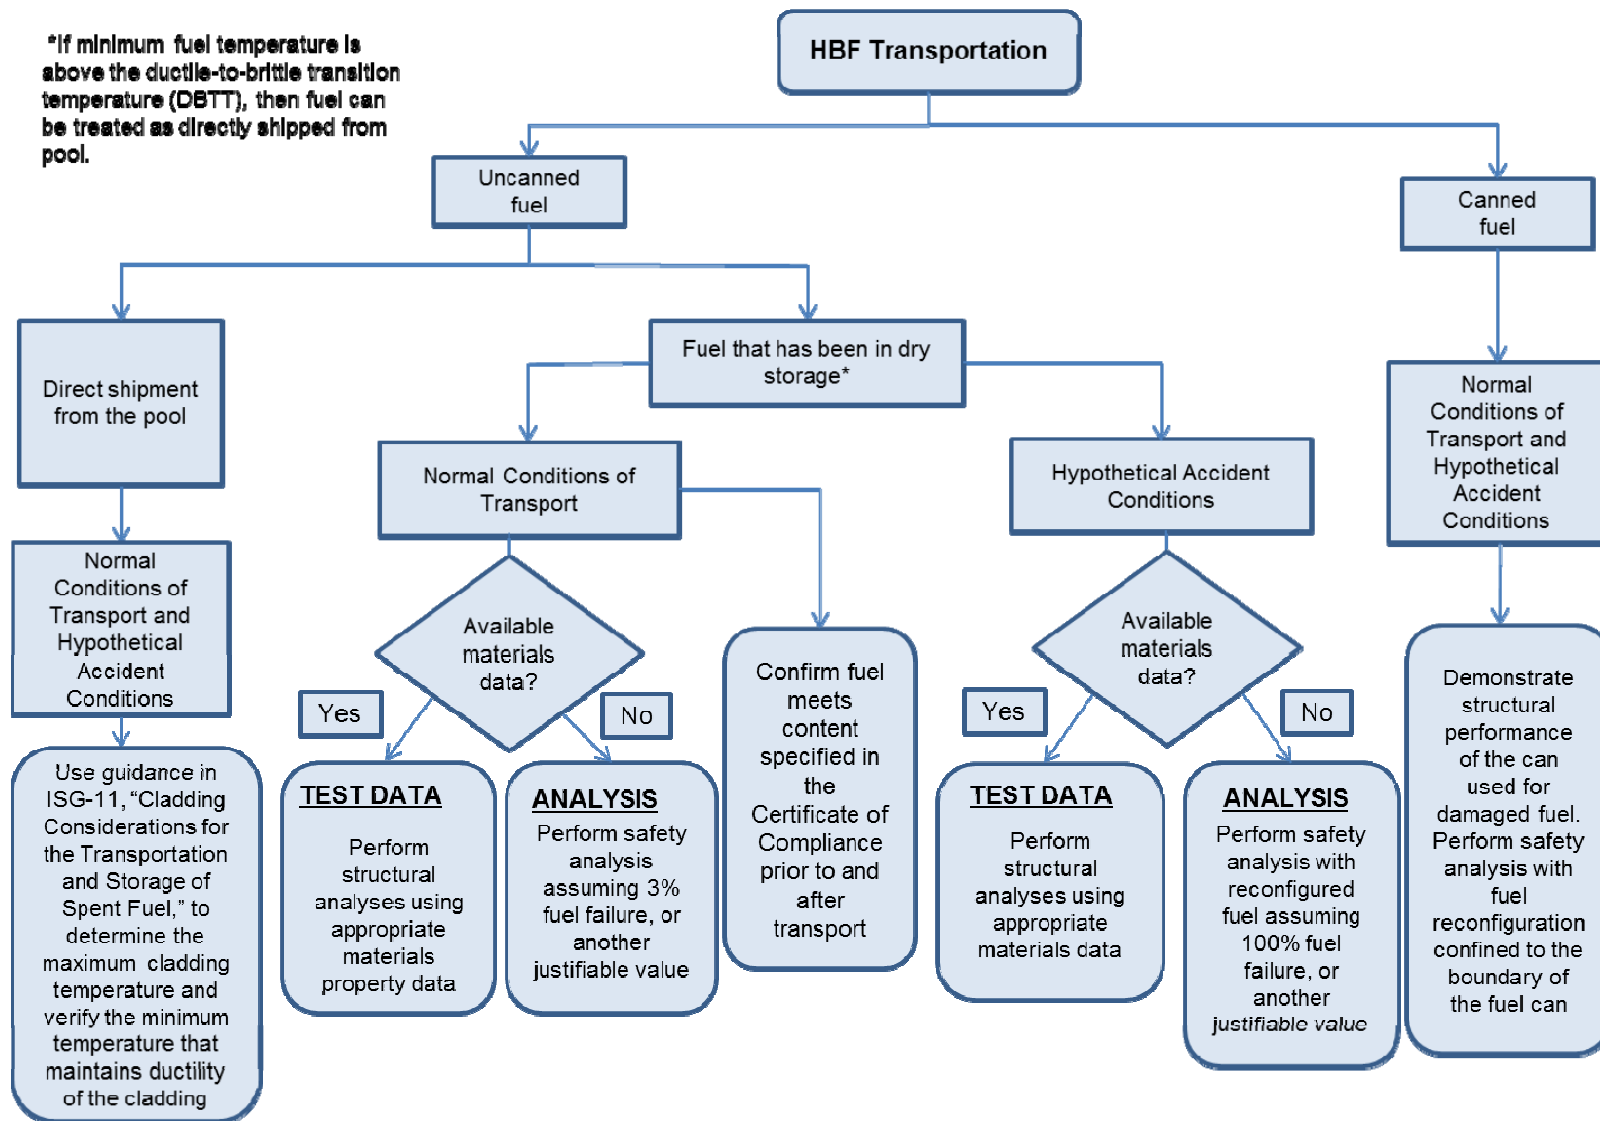 *If minimum fuel temperature is
above the ductile-to-brittle transition
temperature (DBTT), then fuel can
be treated as directly shipped from
pool.
HBF Transportation
Uncanned
fuel
Canned
fuel
Direct shipment
from the pool
Fuel that has been in dry
storage*
Normal
Conditions of
Transport and
Hypothetical
Accident
Conditions
Normal Conditions of
Transport
Hypothetical Accident
Conditions
Normal
Conditions of
Transport and
Hypothetical
Accident
Conditions
Available
materials
data?
Yes
No
Confirm fuel
meets
content
specified in
the
Certificate of
Compliance
prior to and
after
transport
Available
materials
data?
Yes
No
Use guidance in
ISG-11, “Cladding
Considerations for
the Transportation
and Storage of
Spent Fuel,” to
determine the
maximum cladding
temperature and
verify the minimum
temperature that
maintains ductility
of the cladding
TEST DATA
Perform
structural
analyses using
appropriate
materials
property data
ANALYSIS
Perform safety
analysis
assuming 3%
fuel failure, or
another
justifiable value
TEST DATA
Perform
structural
analyses using
appropriate
materials data
ANALYSIS
Perform safety
analysis with
reconfigured
fuel assuming
100% fuel
failure, or
another
justifiable value
Demonstrate
structural
performance
of the can
used for
damaged fuel.
Perform safety
analysis with
fuel
reconfiguration
confined to the
boundary of
the fuel can